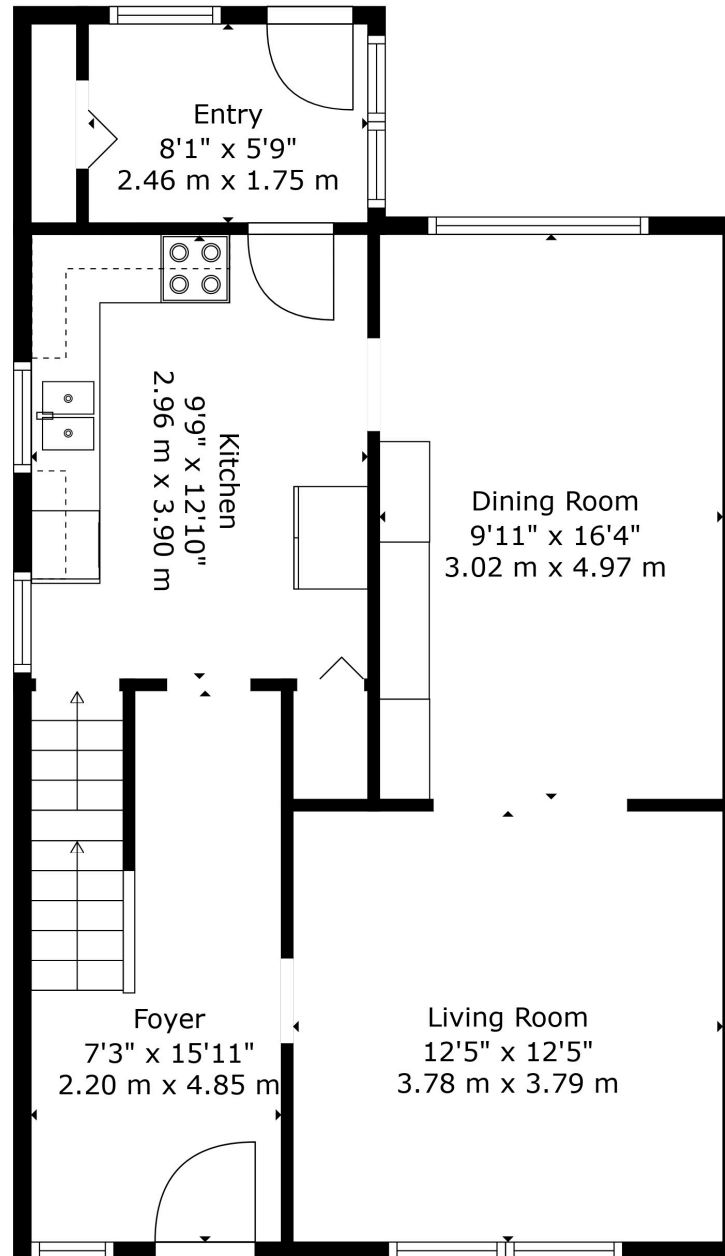 Entry
8'1" x 5'9"
2.46 m x 1.75 m
Kitchen
9'9" x 12'10"
2.96 m x 3.90 m
Dining Room
9'11" x 16'4"
3.02 m x 4.97 m
Foyer
7'3" x 15'11"
2.20 m x 4.85 m
Living Room
12'5" x 12'5"
3.78 m x 3.79 m